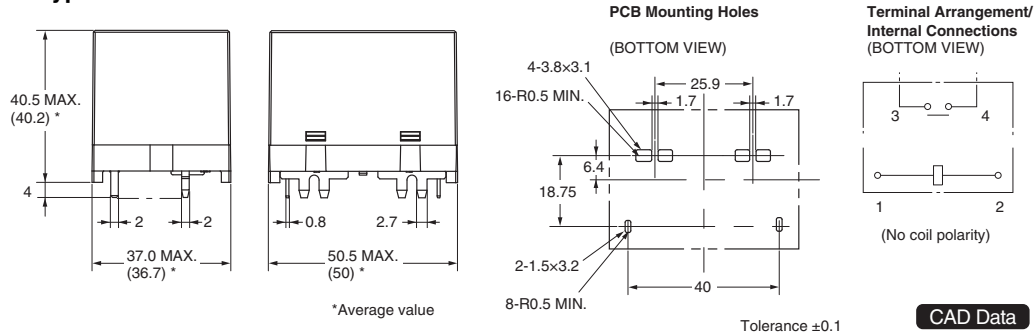 PCB Mounting Holes
(BOTTOM VIEW)
Terminal Arrangement/
Internal Connections
(BOTTOM VIEW)
40.5 MAX.
(40.2) *
4
2
2
37.0 MAX.
(36.7) *
0.8
2.7
50.5 MAX.
(50) *
*Average value
4-3.8×3.1
16-R0.5 MIN.
25.9
1.7
1.7
6.4
18.75
2-1.5×3.2
8-R0.5 MIN.
40
Tolerance ±0.1
3
4
1
2
(No coil polarity)
CAD Data